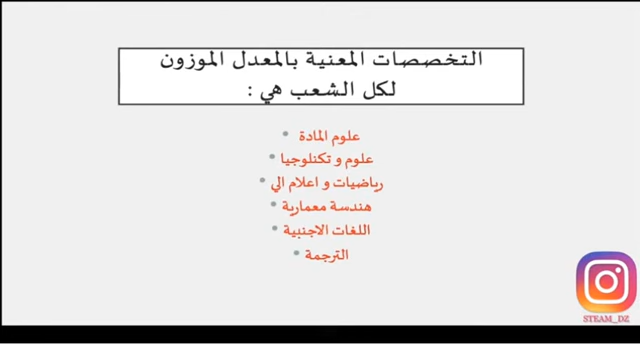 التخصصات المعنية بالمعدل الموزون
لكل الشعب هي :
علوم المادة
علوم و تكنلوجيا
رياضيات و اعلام الي
هندسة معمارية
اللغات الاجنبية
الترجمة
STEAM_DZ